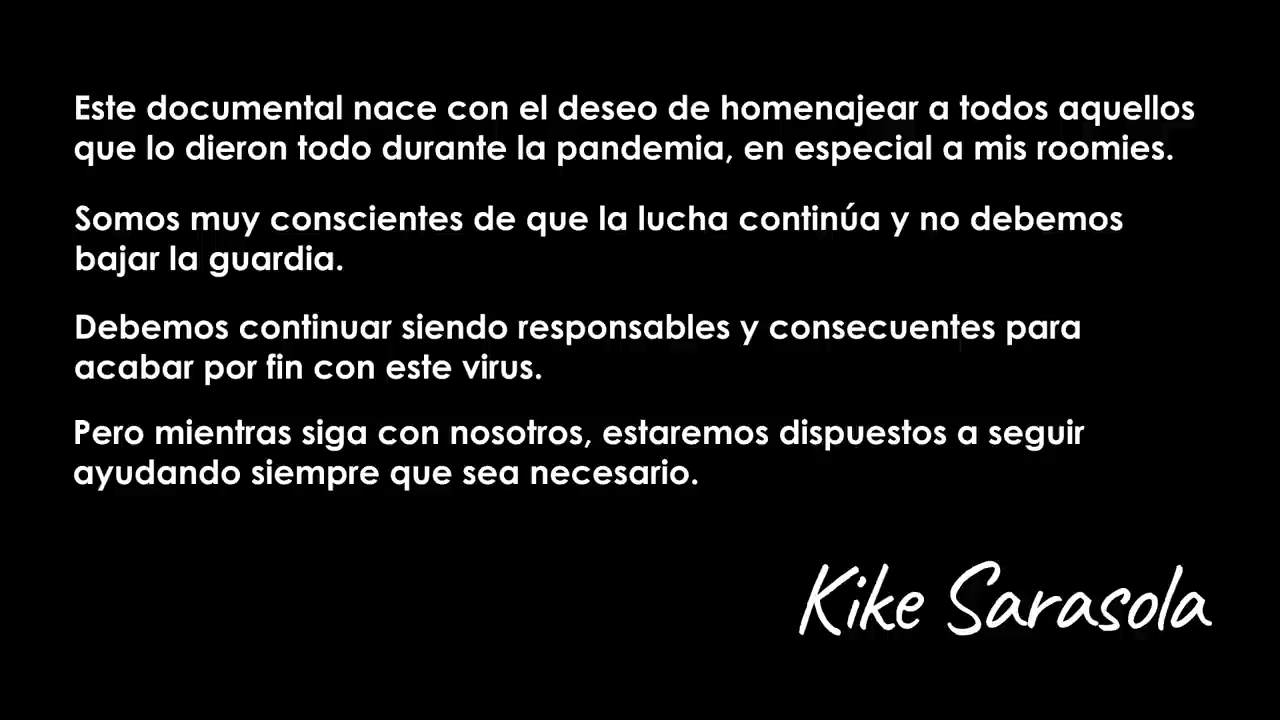 Este documental nace con el deseo de homenajear a todos aquellos
que lo dieron todo durante la pandemia, en especial a mis roomies.
Somos muy conscientes de que la lucha continúa y no debemos
bajar la guardia.
Debemos continuar siendo responsables y consecuentes para
acabar por fin con este virus.
Pero mientras siga con nosotros, estaremos dispuestos a seguir
ayudando siempre que sea necesario.
Kike Sarasola